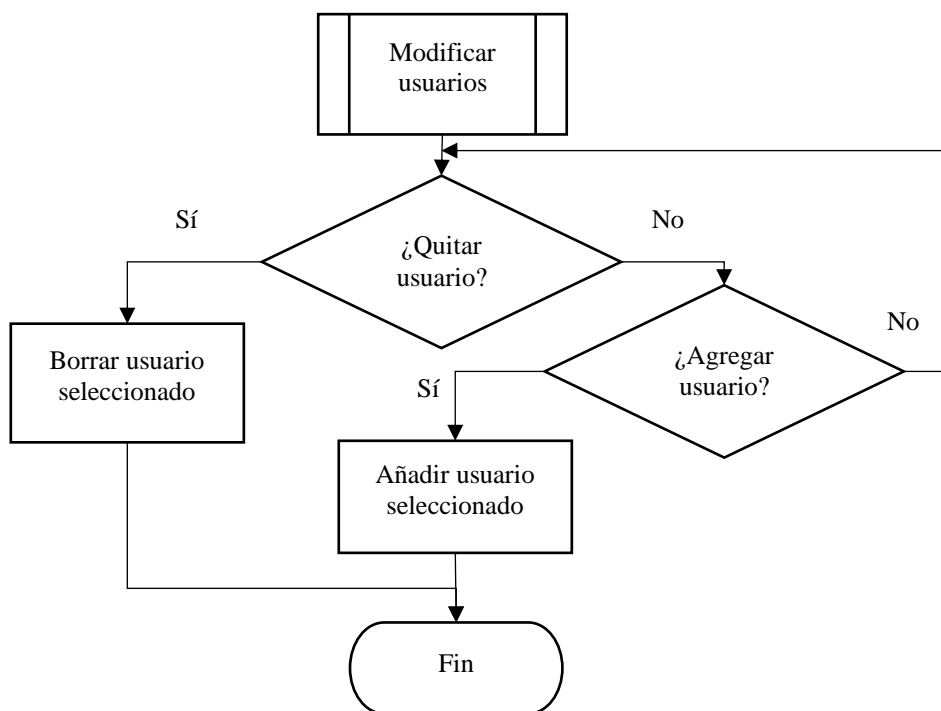 Modificar
usuarios
Sí
No
¿Quitar
usuario?
No
¿Agregar
usuario?
Borrar usuario
seleccionado
Sí
Añadir usuario
seleccionado
Fin